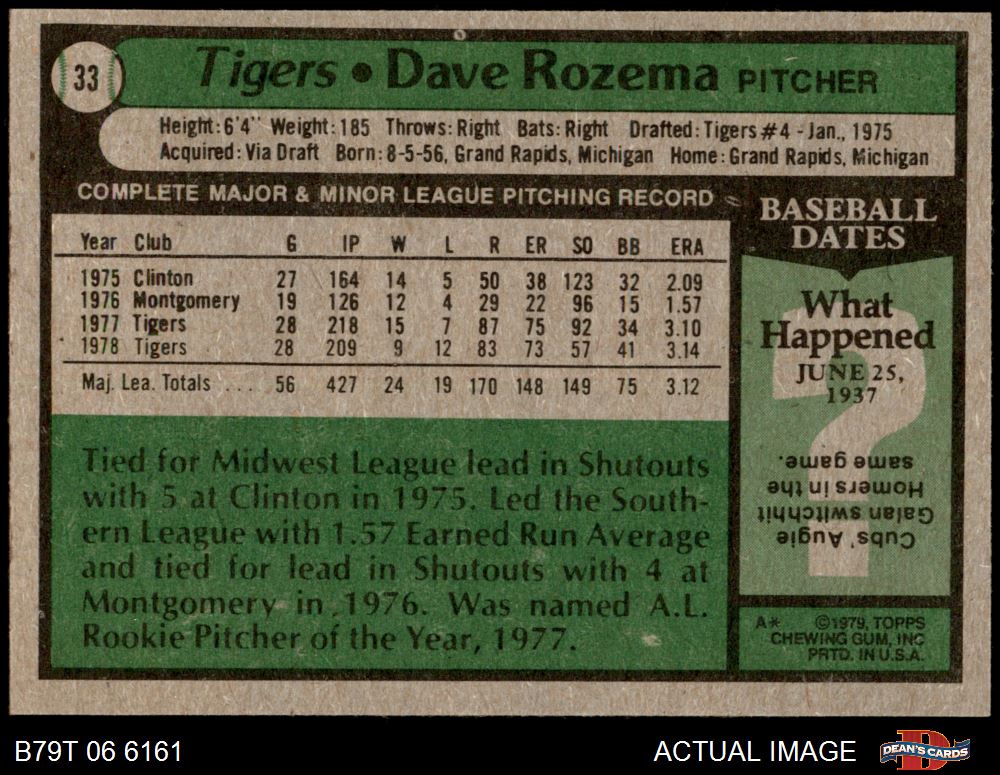 33
Tigers • Dave Rozema PITCHER
Height: 6'4" Weight: 185 Throws: Right Bats: Right Drafted: Tigers #4 - Jan., 1975
Acquired: Via Draft Born: 8-5-56, Grand Rapids, Michigan Home: Grand Rapids, Michigan
COMPLETE MAJOR & MINOR LEAGUE PITCHING RECORD
Year Club G IP W L R ER SO BB ERA
1975 Clinton 27 164 14 5 50 38 123 32 2.09
1976 Montgomery 19 126 12 4 29 22 96 15 1.57
1977 Tigers 28 218 15 7 87 75 92 34 3.10
1978 Tigers 28 209 9 12 83 73 57 41 3.14
Maj. Lea. Totals ... 56 427 24 19 170 148 149 75 3.12
Tied for Midwest League lead in Shutouts
with 5 at Clinton in 1975. Led the South-
ern League with 1.57 Earned Run Average
and tied for lead in Shutouts with 4 at
Montgomery in 1976. Was named A.L.
Rookie Pitcher of the Year, 1977.
BASEBALL
DATES
What
Happened
JUNE 25,
1937
?
Cubs' Augie
Galan switchhit
Homers in the
same game.
A* ©1979, TOPPS
CHEWING GUM, INC
PRTD. IN U.S.A.
B79T 06 6161
ACTUAL IMAGE
DEAN'S CARDS